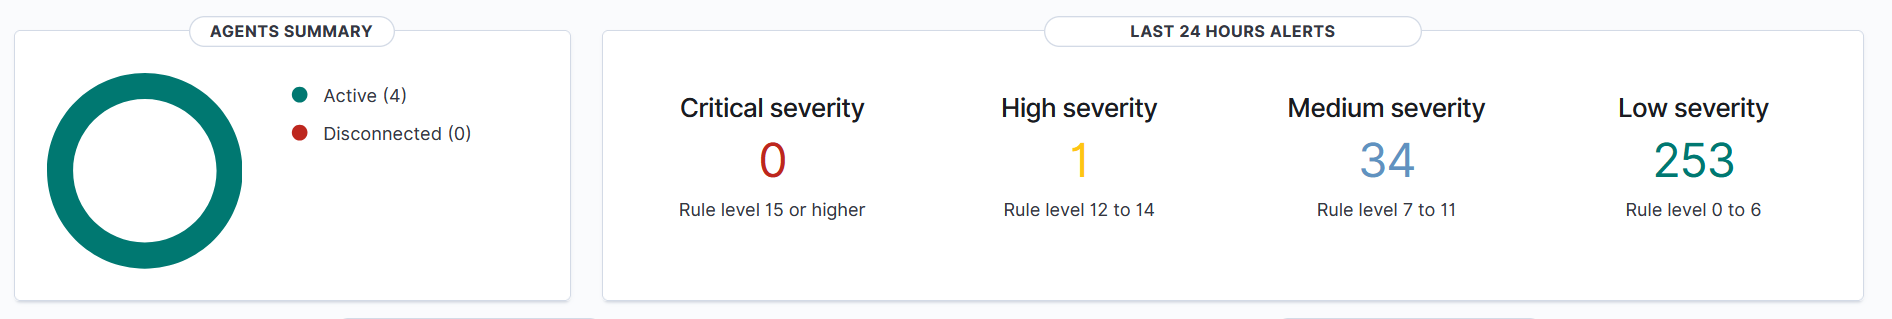 AGENTS SUMMARY
Active (4)
Disconnected (0)
LAST 24 HOURS ALERTS
Critical severity
0
Rule level 15 or higher
High severity
1
Rule level 12 to 14
Medium severity
34
Rule level 7 to 11
Low severity
253
Rule level 0 to 6